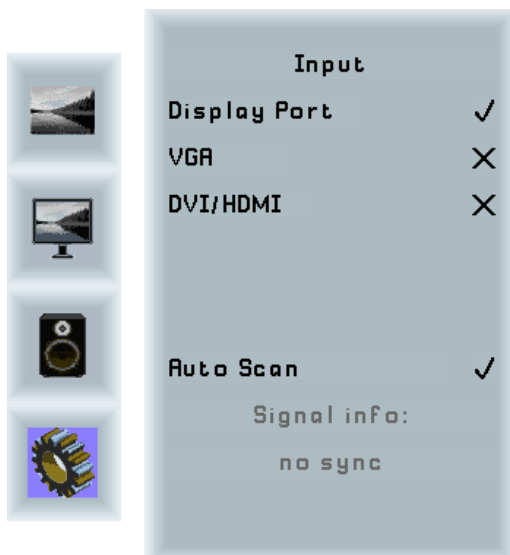 Input
Display Port
VGA
DVI/HDMI
Auto Scan
Signal info:
no sync